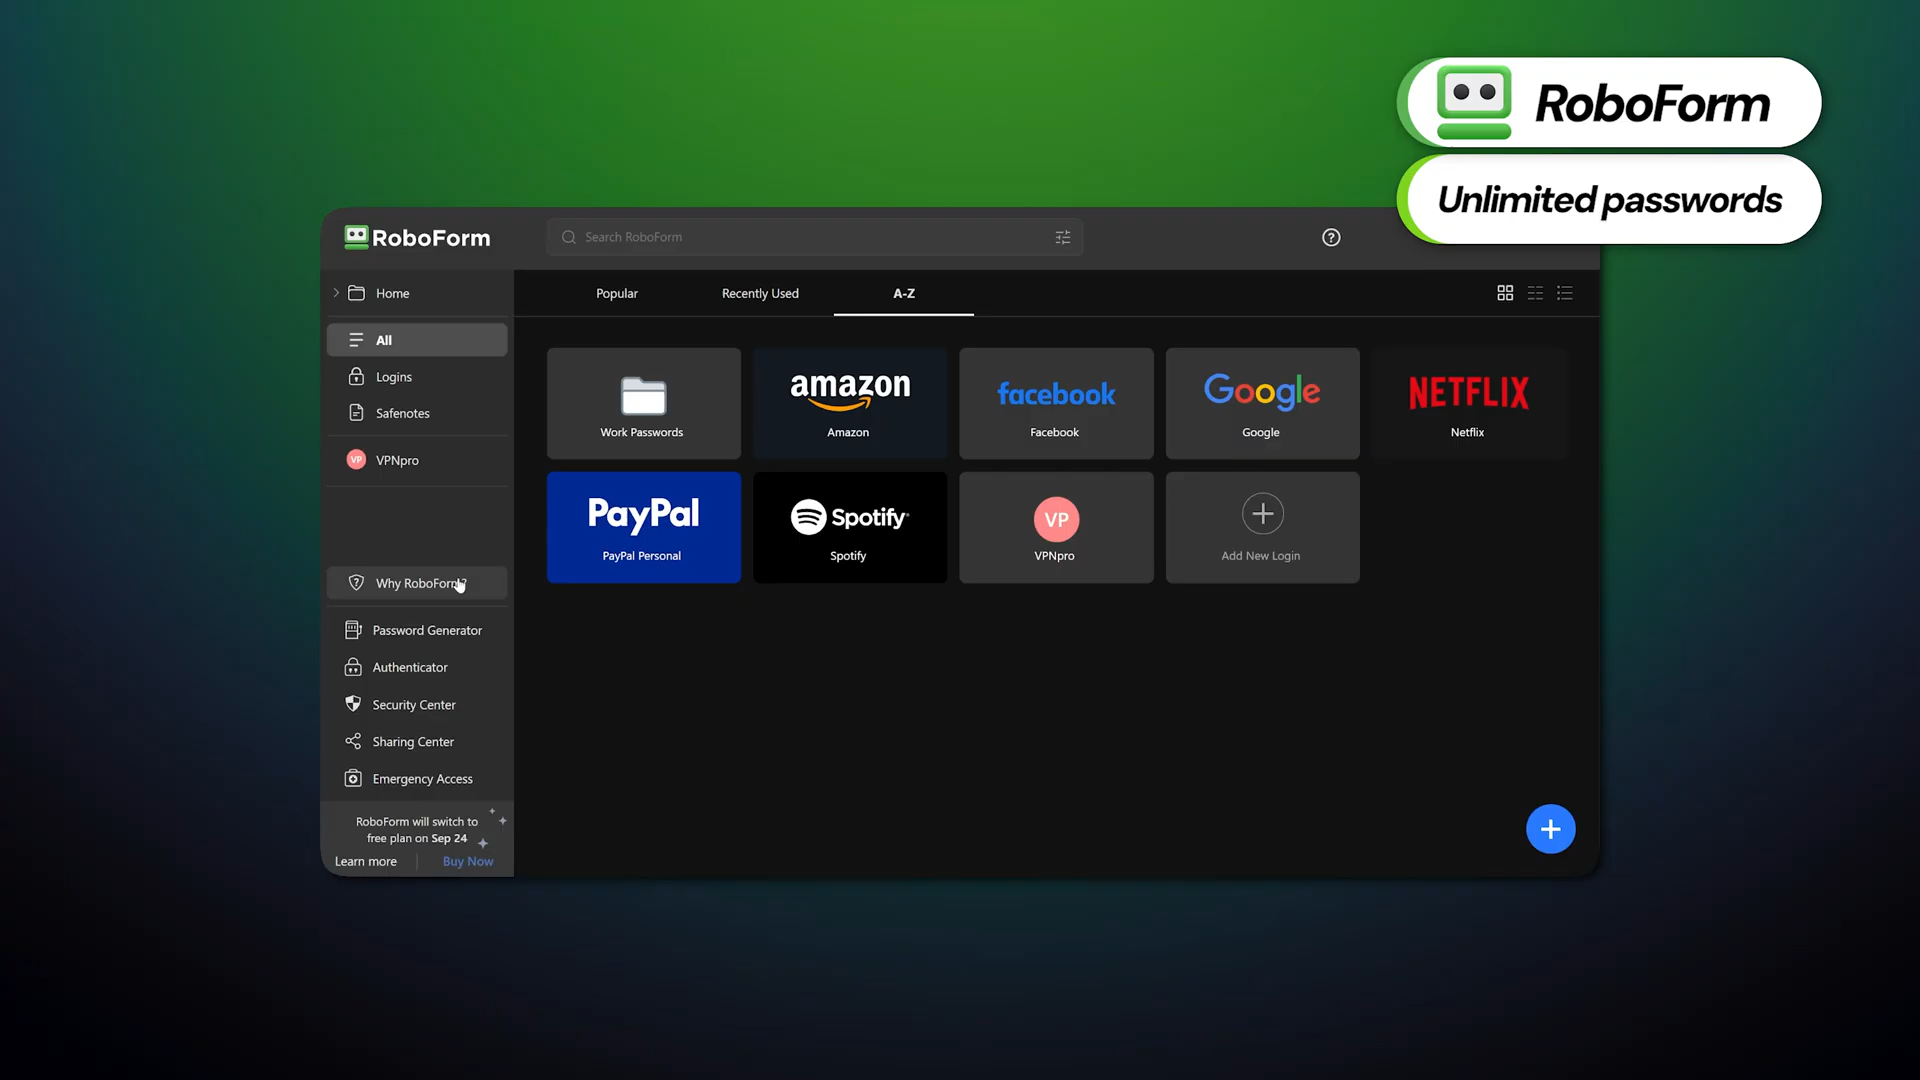 RoboForm
Unlimited passwords
RoboForm
Search RoboForm
Home
Popular
Recently Used
A-Z
All
Logins
Safenotes
VP
VPNpro
Work Passwords
amazon
Amazon
facebook
Facebook
Google
Google
NETFLIX
Netflix
PayPal
PayPal Personal
Spotify
Spotify
VP
VPNpro
Add New Login
Why RoboForm?
Password Generator
Authenticator
Security Center
Sharing Center
Emergency Access
RoboForm will switch to
free plan on Sep 24
Learn more
Buy Now